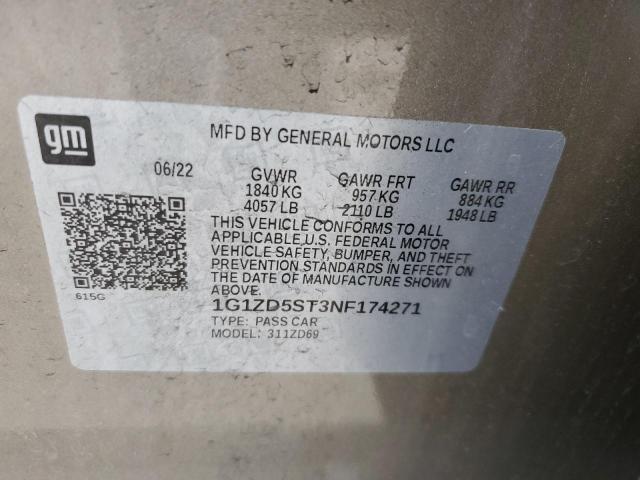 gm
MFD BY GENERAL MOTORS LLC
06/22
GVWR GAWR FRT GAWR RR
1840 KG 957 KG 884 KG
4057 LB 2110 LB 1948 LB
THIS VEHICLE CONFORMS TO ALL
APPLICABLE U.S. FEDERAL MOTOR
VEHICLE SAFETY, BUMPER, AND THEFT
PREVENTION STANDARDS IN EFFECT ON
THE DATE OF MANUFACTURE SHOWN
ABOVE.
615G
1G1ZD5ST3NF174271
TYPE: PASS CAR
MODEL: 311ZD69